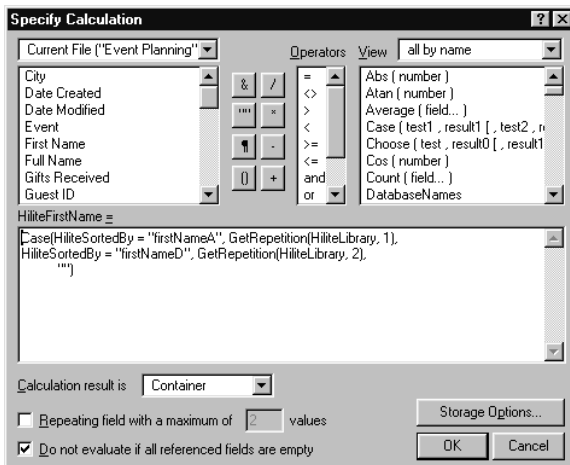 Specify Calculation
Current File ("Event Planning"
Operators
View
all by name
City
Date Created
Date Modified
Event
First Name
Full Name
Gifts Received
Guest ID
& /
"" *
¶ -
() +
=
<>
>
<
>=
<=
and
or
Abs ( number )
Atan ( number )
Average ( field... )
Case ( test1 , result1 [ , test2 , r
Choose ( test , result0 [ , result1
Cos ( number )
Count ( field... )
DatabaseNames
HiliteFirstName =
Case(HiliteSortedBy = "firstNameA", GetRepetition(HiliteLibrary, 1),
HiliteSortedBy = "firstNameD", GetRepetition(HiliteLibrary, 2),
"")
Calculation result is Container
Repeating field with a maximum of 2 values
Do not evaluate if all referenced fields are empty
Storage Options...
OK
Cancel